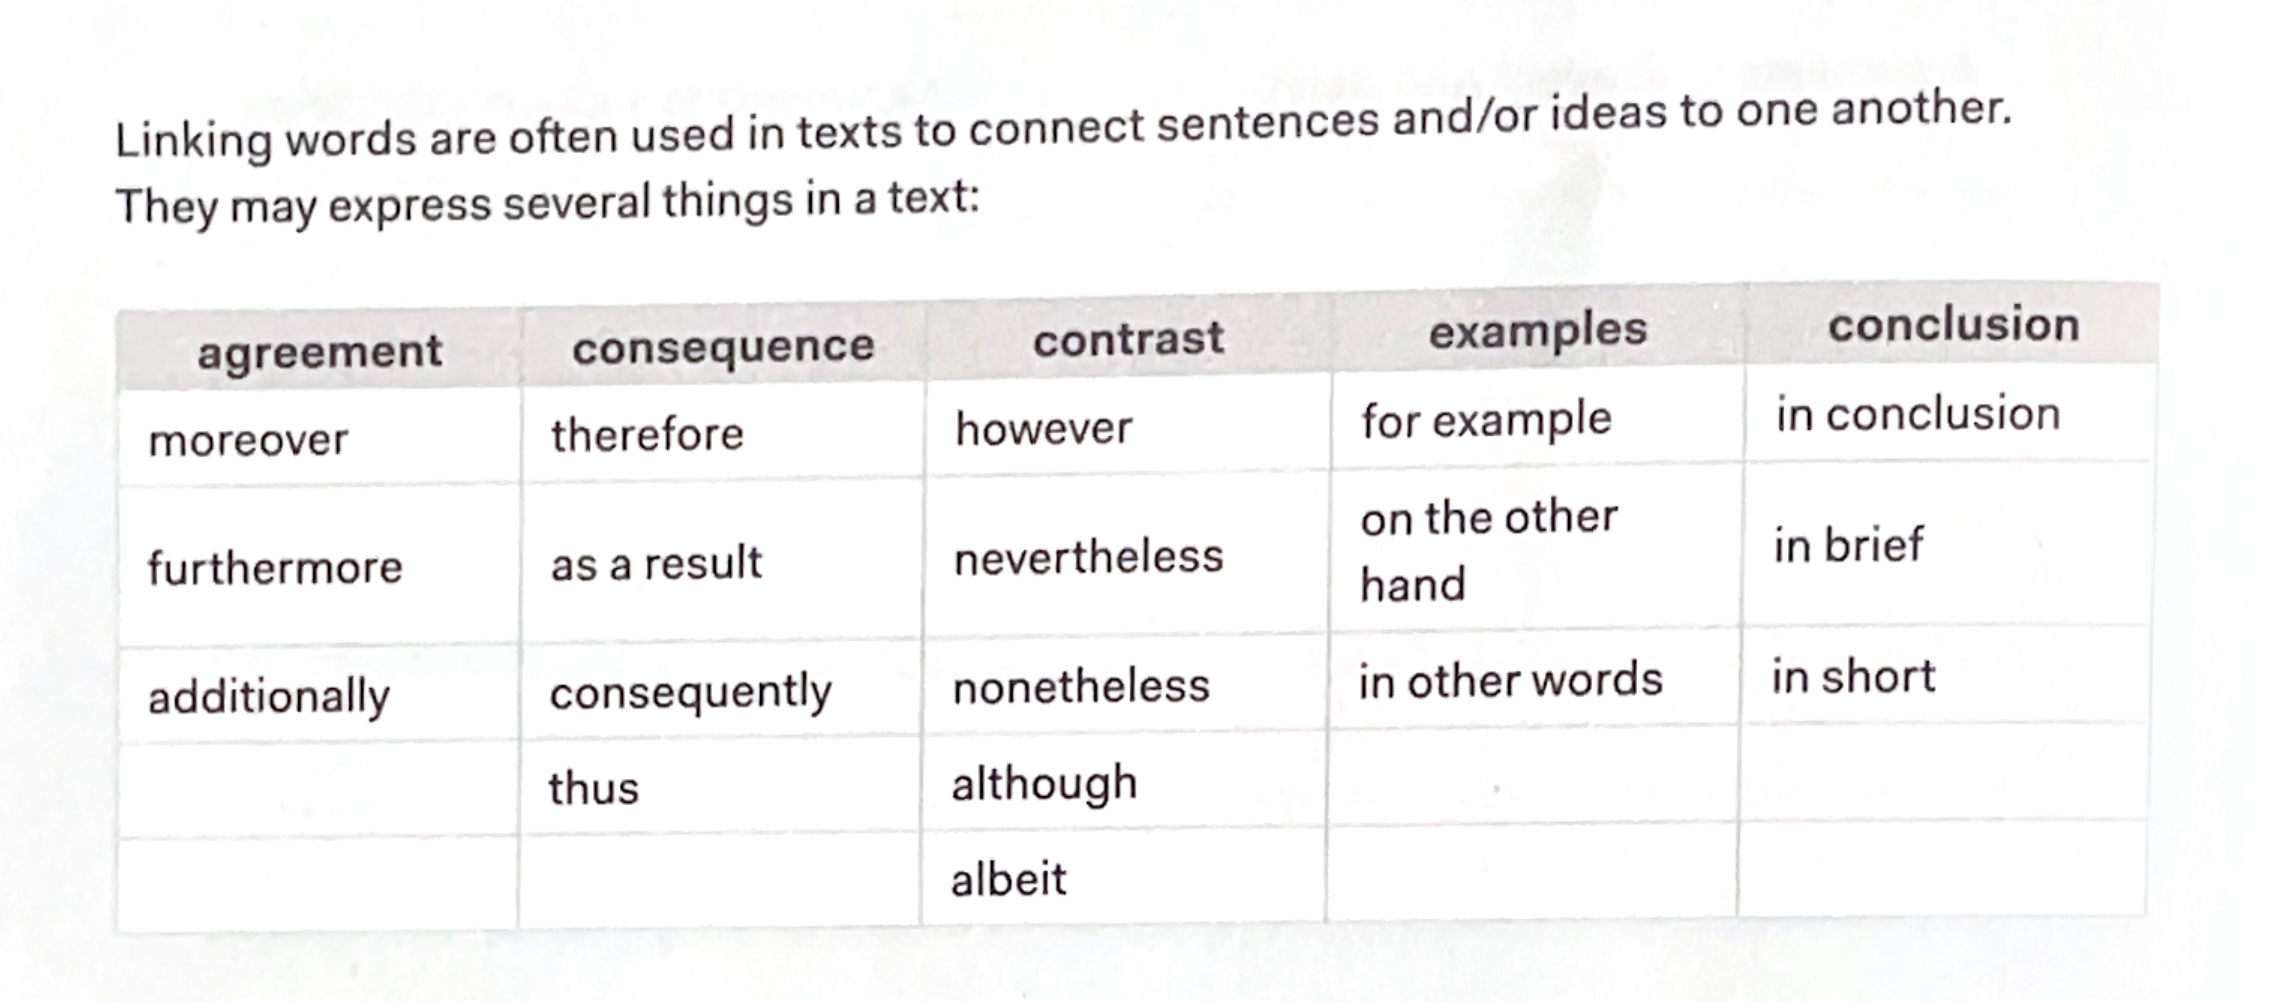 Linking words are often used in texts to connect sentences and/or ideas to one another.
They may express several things in a text:
agreement consequence contrast examples conclusion
moreover therefore however for example in conclusion
furthermore as a result nevertheless on the other hand in brief
additionally consequently nonetheless in other words in short
thus although
albeit